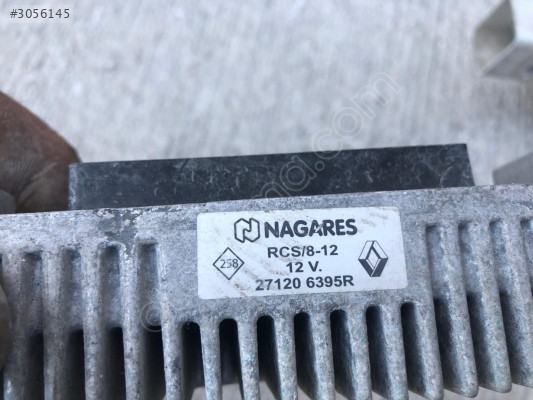 #3056145
NAGARES
RCS/8-12
258
12 V.
27120 6395R